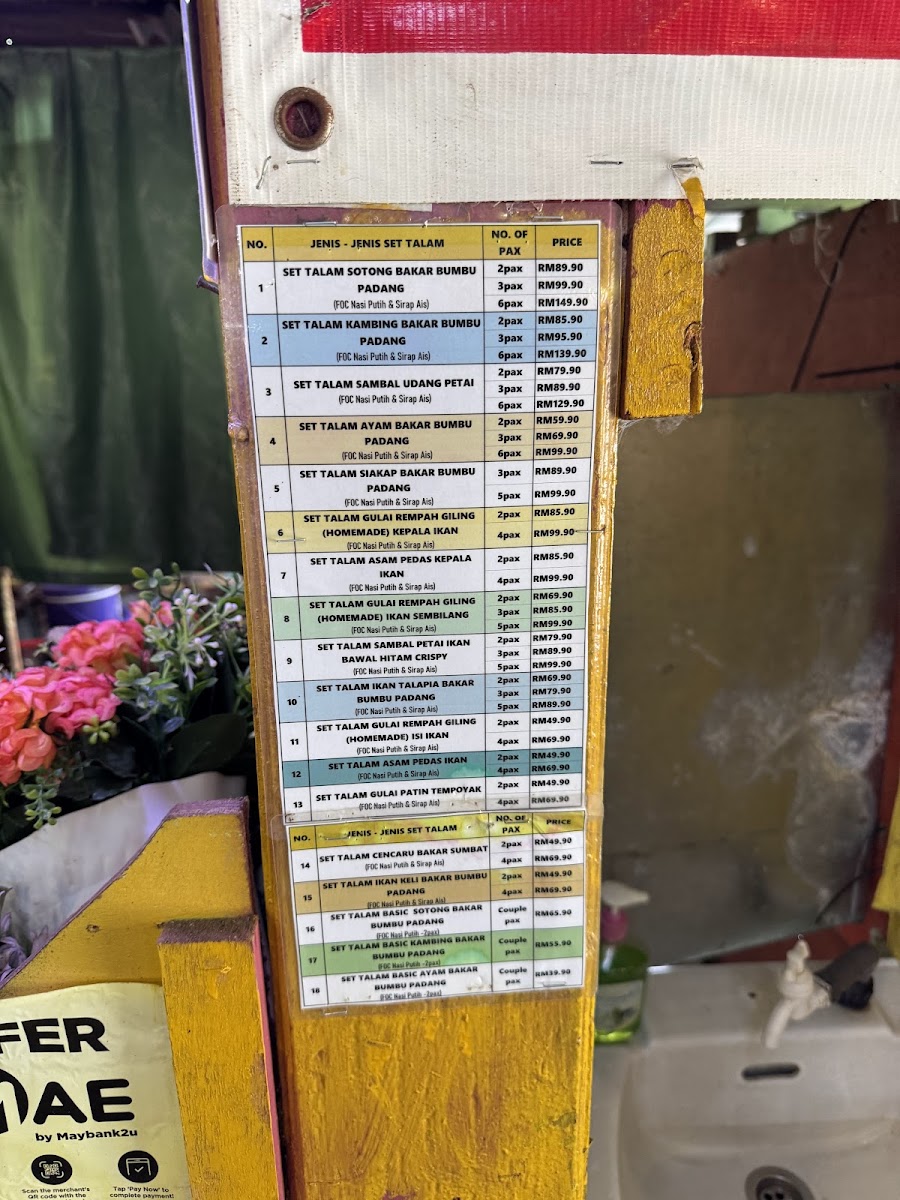 NO. JENIS - JENIS SET TALAM NO. OF PAX PRICE
1 SET TALAM SOTONG BAKAR BUMBU PADANG
(FOC Nasi Putih & Sirap Ais)
2pax RM89.90
3pax RM99.90
6pax RM149.90
2 SET TALAM KAMBING BAKAR BUMBU PADANG
(FOC Nasi Putih & Sirap Ais)
2pax RM85.90
3pax RM95.90
6pax RM139.90
3 SET TALAM SAMBAL UDANG PETAI
(FOC Nasi Putih & Sirap Ais)
2pax RM79.90
3pax RM89.90
6pax RM129.90
4 SET TALAM AYAM BAKAR BUMBU PADANG
(FOC Nasi Putih & Sirap Ais)
2pax RM59.90
3pax RM69.90
6pax RM99.90
5 SET TALAM SIAKAP BAKAR BUMBU PADANG
(FOC Nasi Putih & Sirap Ais)
3pax RM89.90
5pax RM99.90
6 SET TALAM GULAI REMPAH GILING (HOMEMADE) KEPALA IKAN
(FOC Nasi Putih & Sirap Ais)
2pax RM85.90
4pax RM99.90
7 SET TALAM ASAM PEDAS KEPALA IKAN
(FOC Nasi Putih & Sirap Ais)
2pax RM85.90
4pax RM99.90
8 SET TALAM GULAI REMPAH GILING (HOMEMADE) IKAN SEMBILANG
(FOC Nasi Putih & Sirap Ais)
2pax RM69.90
3pax RM85.90
5pax RM99.90
9 SET TALAM SAMBAL PETAI IKAN BAWAL HITAM CRISPY
(FOC Nasi Putih & Sirap Ais)
2pax RM79.90
3pax RM89.90
5pax RM99.90
10 SET TALAM IKAN TALAPIA BAKAR BUMBU PADANG
(FOC Nasi Putih & Sirap Ais)
2pax RM69.90
3pax RM79.90
5pax RM89.90
11 SET TALAM GULAI REMPAH GILING (HOMEMADE) ISI IKAN
(FOC Nasi Putih & Sirap Ais)
2pax RM49.90
4pax RM69.90
12 SET TALAM ASAM PEDAS IKAN
(FOC Nasi Putih & Sirap Ais)
2pax RM49.90
4pax RM69.90
13 SET TALAM GULAI PATIN TEMPOYAK
(FOC Nasi Putih & Sirap Ais)
2pax RM49.90
4pax RM69.90
NO. JENIS - JENIS SET TALAM NO. OF PAX PRICE
14 SET TALAM CENCARU BAKAR SUMBAT
(FOC Nasi Putih & Sirap Ais)
2pax RM49.90
4pax RM69.90
15 SET TALAM IKAN KELI BAKAR BUMBU PADANG
(FOC Nasi Putih & Sirap Ais)
2pax RM49.90
4pax RM69.90
16 SET TALAM BASIC SOTONG BAKAR BUMBU PADANG
(FOC Nasi Putih -2pax)
Couple pax RM65.90
17 SET TALAM BASIC KAMBING BAKAR BUMBU PADANG
(FOC Nasi Putih -2pax)
Couple pax RM55.90
18 SET TALAM BASIC AYAM BAKAR BUMBU PADANG
(FOC Nasi Putih -2pax)
Couple pax RM39.90
FER
MAE
by Maybank2u
Scan the merchant's QR code with the
Tap 'Pay Now' to complete payment!